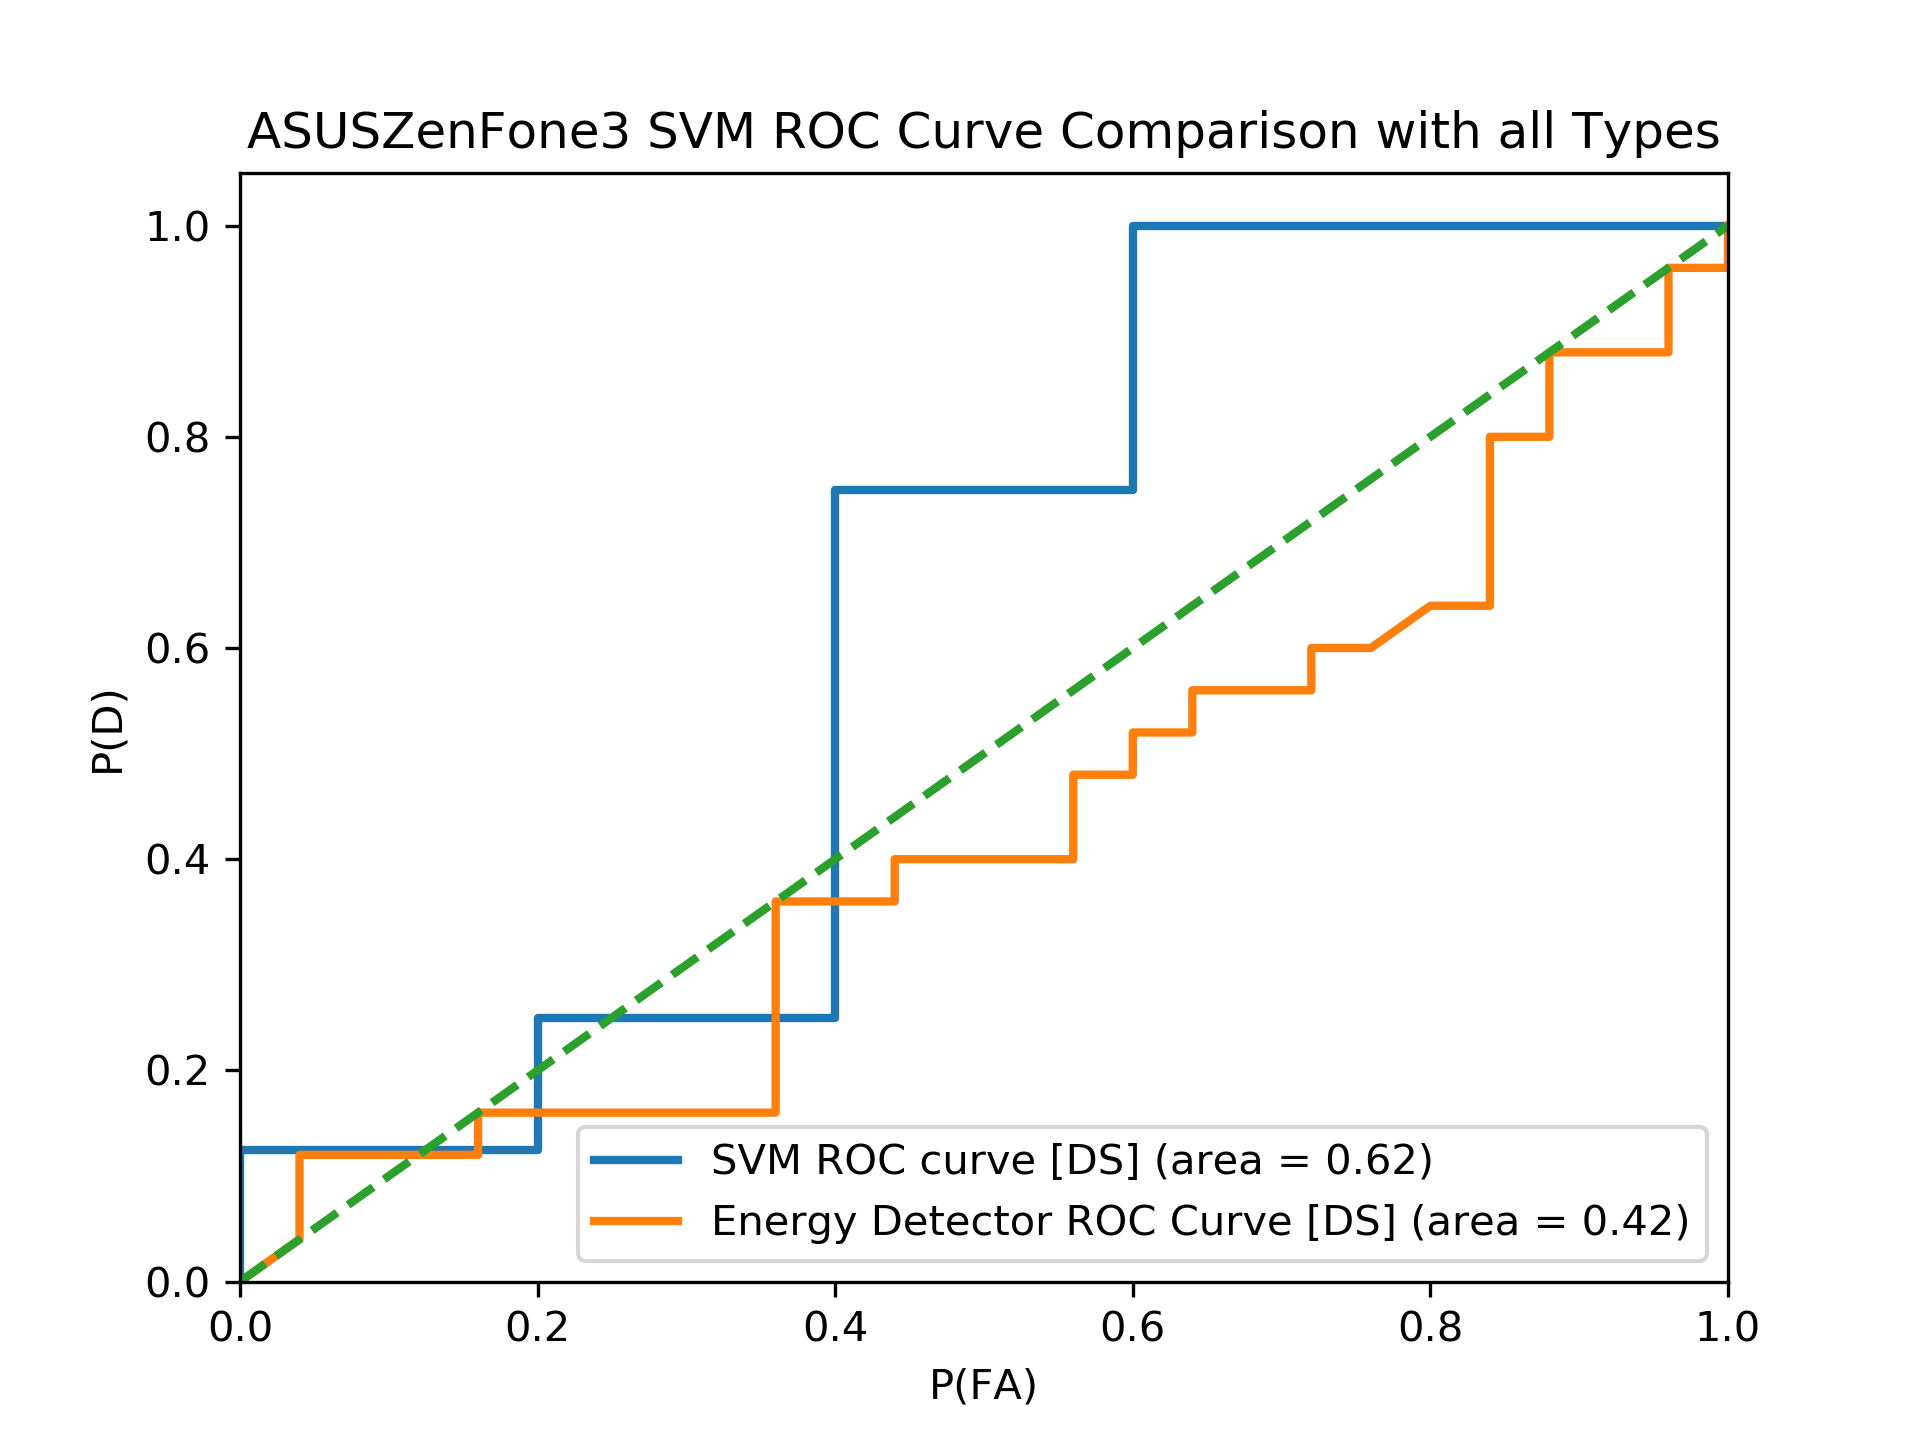 ASUSZenFone3 SVM ROC Curve Comparison with all Types
1.0
0.8
0.6
0.4
0.2
0.0
P(D)
SVM ROC curve [DS] (area = 0.62)
Energy Detector ROC Curve [DS] (area = 0.42)
0.0 0.2 0.4 0.6 0.8 1.0
P(FA)